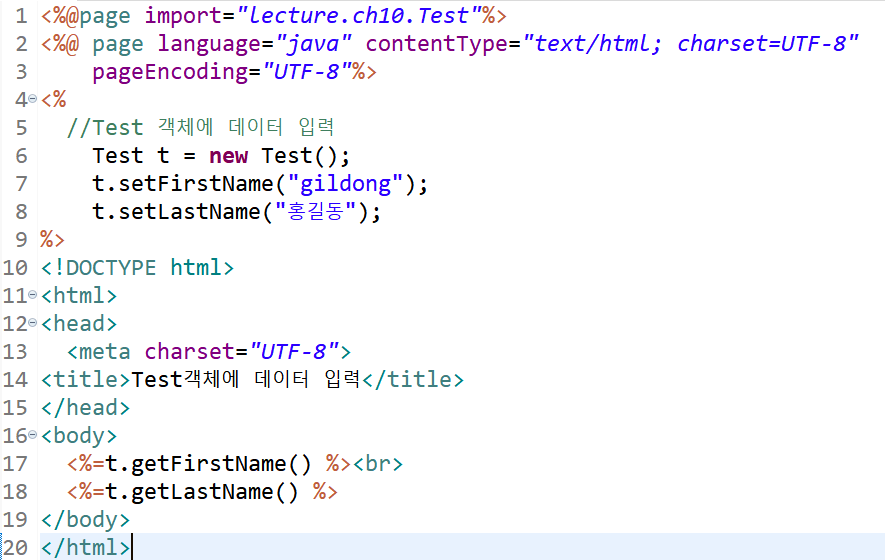 1 <%@page import="lecture.ch10.Test"%>
2 <%@ page language="java" contentType="text/html; charset=UTF-8"
3     pageEncoding="UTF-8"%>
4 <%
5   //Test 객체에 데이터 입력
6     Test t = new Test();
7     t.setFirstName("gildong");
8     t.setLastName("홍길동");
9 %>
10 <!DOCTYPE html>
11 <html>
12 <head>
13   <meta charset="UTF-8">
14 <title>Test객체에 데이터 입력</title>
15 </head>
16 <body>
17   <%=t.getFirstName() %><br>
18   <%=t.getLastName() %>
19 </body>
20 </html>